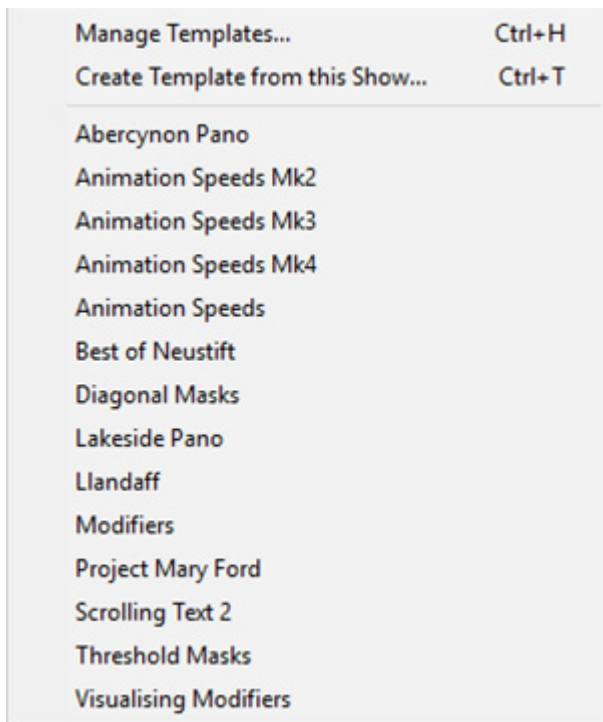 Manage Templates... Ctrl+H
Create Template from this Show... Ctrl+T
Abercynon Pano
Animation Speeds Mk2
Animation Speeds Mk3
Animation Speeds Mk4
Animation Speeds
Best of Neustift
Diagonal Masks
Lakeside Pano
Llandaff
Modifiers
Project Mary Ford
Scrolling Text 2
Threshold Masks
Visualising Modifiers